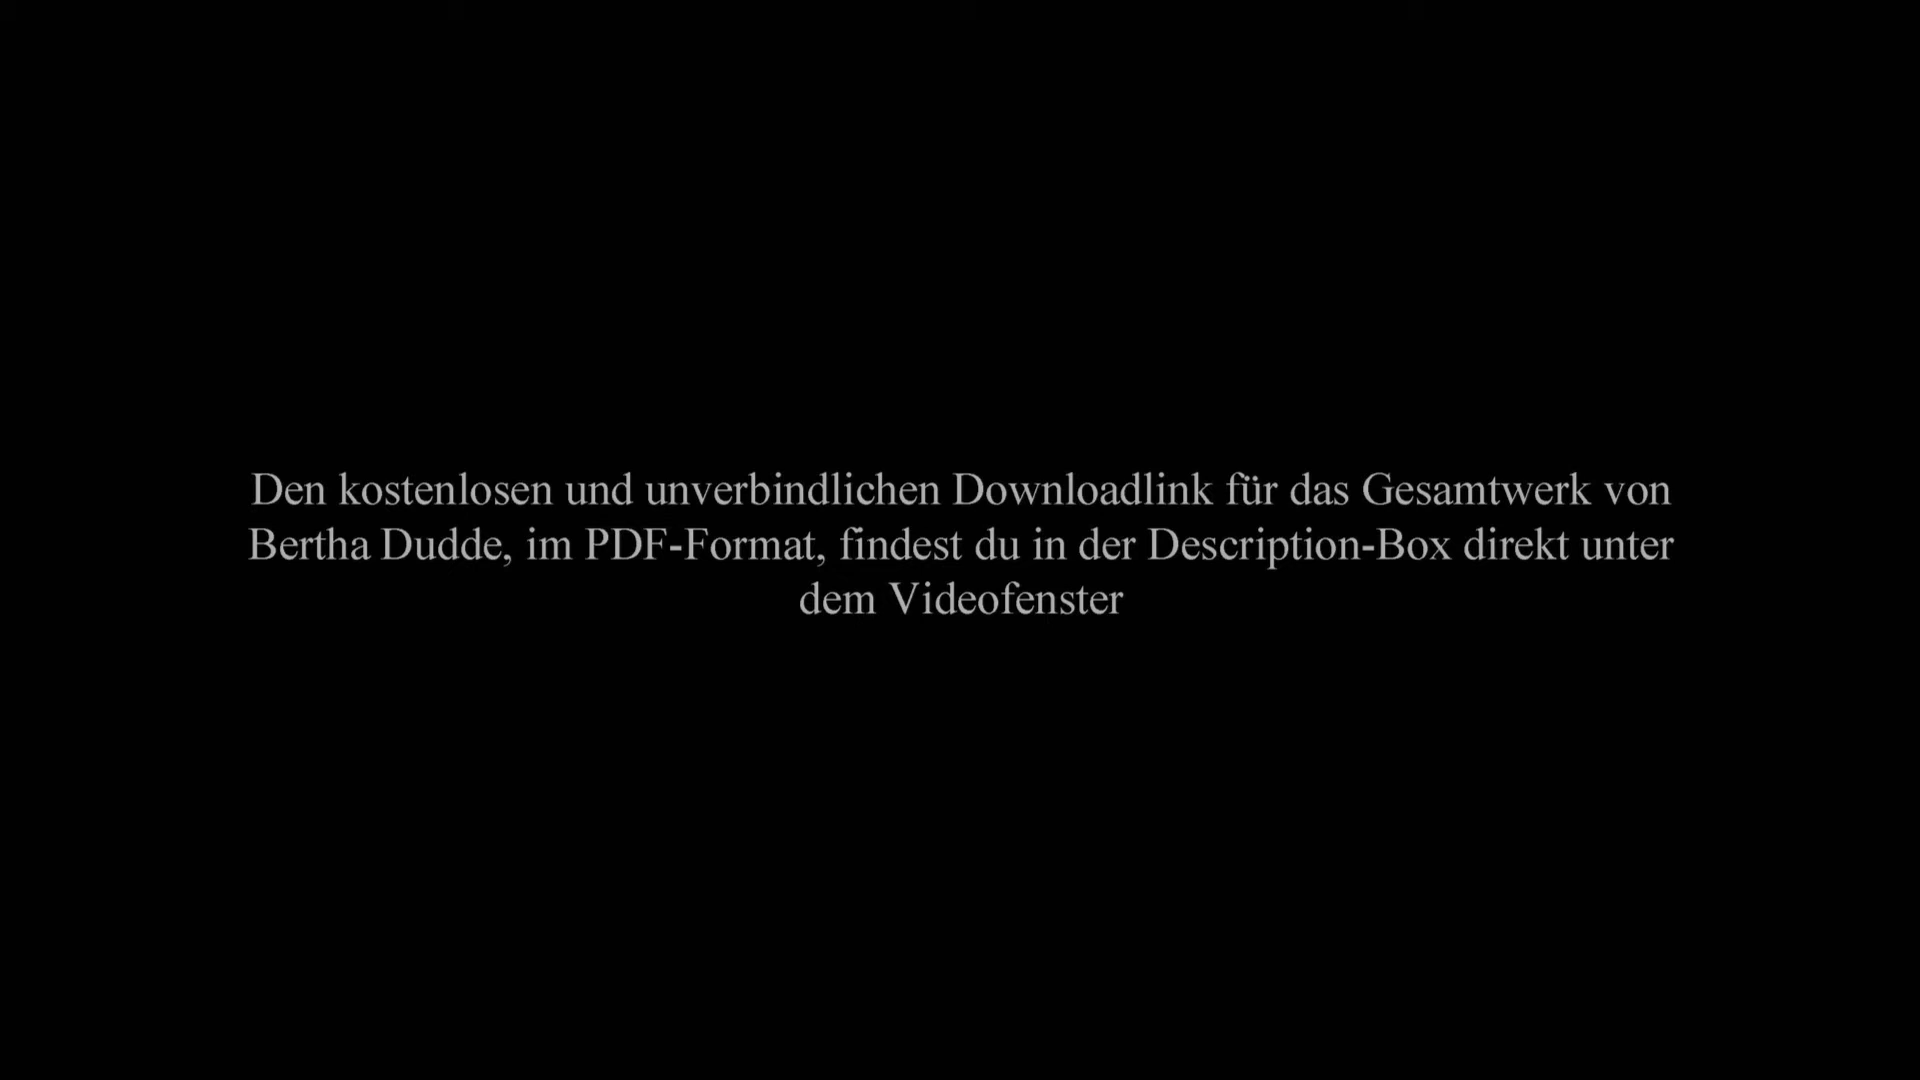 Den kostenlosen und unverbindlichen Downloadlink für das Gesamtwerk von
Bertha Dudde, im PDF-Format, findest du in der Description-Box direkt unter
dem Videofenster